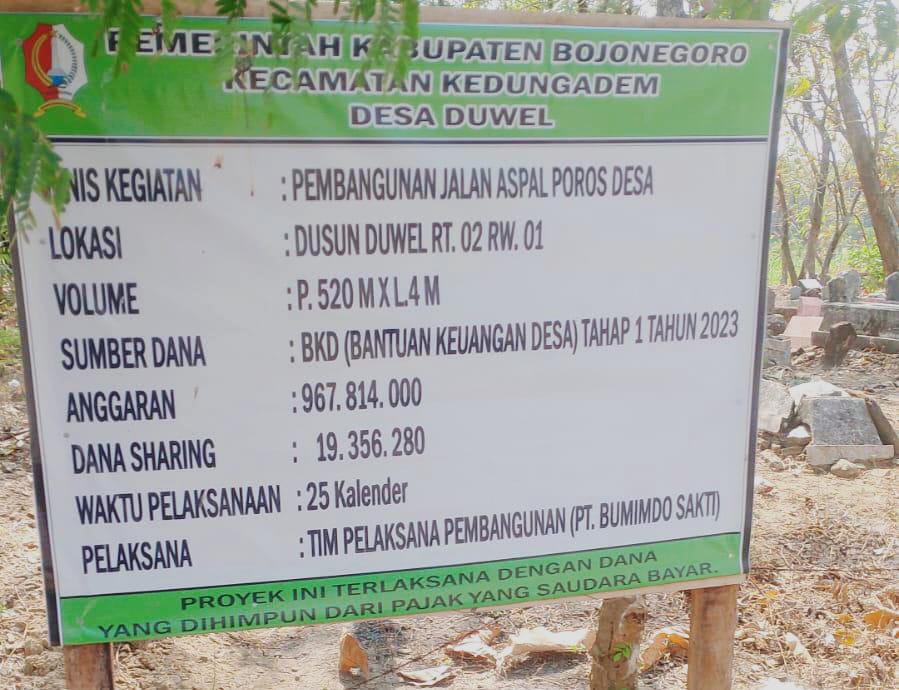 PEMERINTAH KABUPATEN BOJONEGORO
KECAMATAN KEDUNGADEM
DESA DUWEL
NIS KEGIATAN : PEMBANGUNAN JALAN ASPAL POROS DESA
LOKASI : DUSUN DUWEL RT. 02 RW. 01
VOLUME : P. 520 M X L.4 M
SUMBER DANA : BKD (BANTUAN KEUANGAN DESA) TAHAP 1 TAHUN 2023
ANGGARAN : 967. 814. 000
DANA SHARING : 19. 356. 280
WAKTU PELAKSANAAN : 25 Kalender
PELAKSANA : TIM PELAKSANA PEMBANGUNAN (PT. BUMIMDO SAKTI)
PROYEK INI TERLAKSANA DENGAN DANA
YANG DIHIMPUN DARI PAJAK YANG SAUDARA BAYAR.